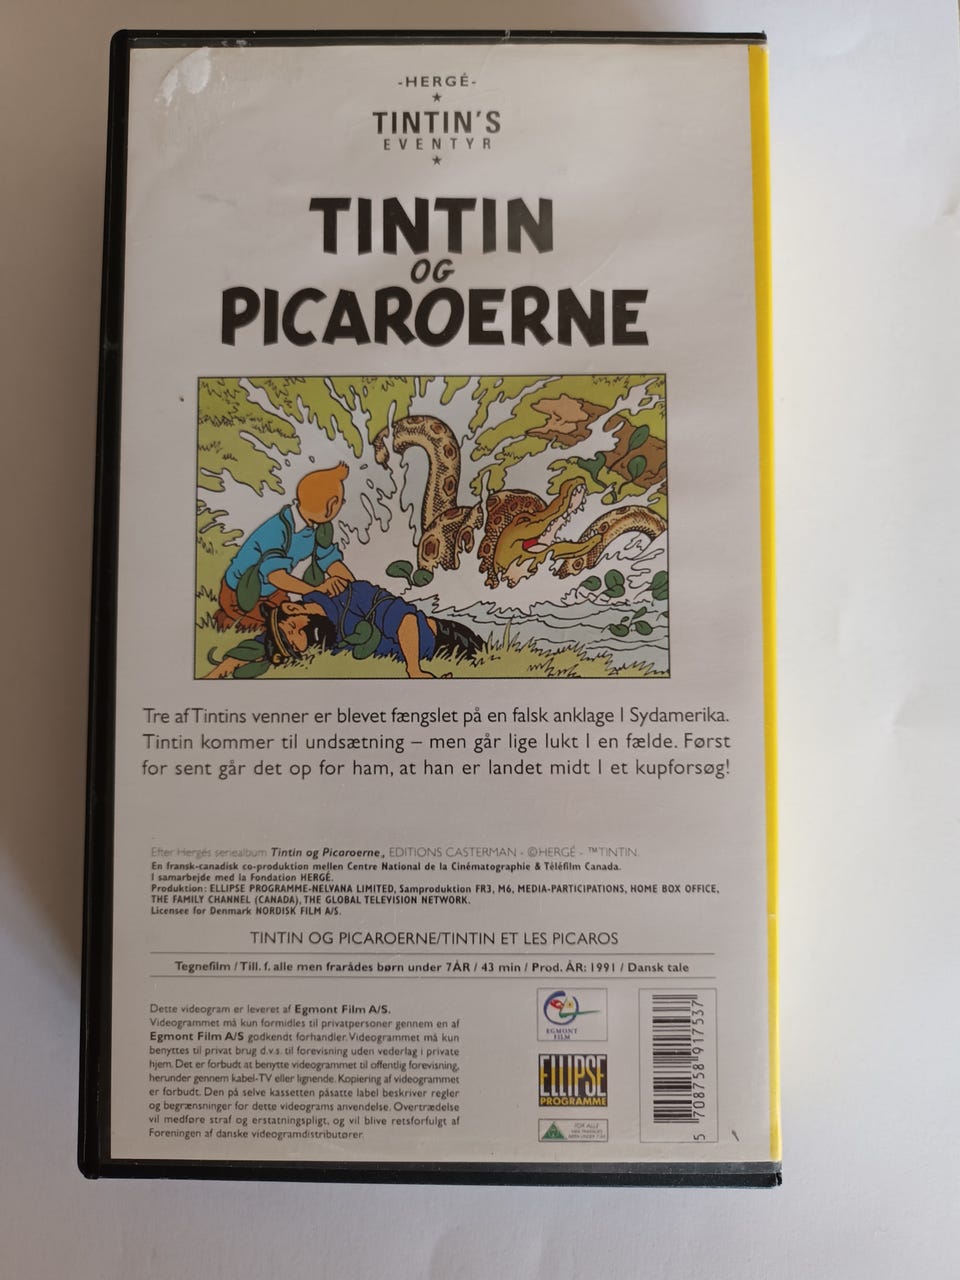 -HERGÉ-
TINTIN'S
EVENTYR
TINTIN
OG
PICAROERNE
Tre af Tintins venner er blevet fængslet på en falsk anklage I Sydamerika.
Tintin kommer til undsætning – men går lige lukt I en fælde. Først
for sent går det op for ham, at han er landet midt I et kupforsøg!
Efter Hergés seriealbum Tintin og Picaroerne, EDITIONS CASTERMAN - ©HERGÉ - ™TINTIN.
En fransk-canadisk co-produktion mellen Centre National de la Cinématographie & Téléfilm Canada.
I samarbejde med la Fondation HERGÉ.
Produktion: ELLIPSE PROGRAMME-NELVANA LIMITED, Samproduktion FR3, M6, MEDIA-PARTICIPATIONS, HOME BOX OFFICE,
THE FAMILY CHANNEL (CANADA), THE GLOBAL TELEVISION NETWORK.
Licensee for Denmark NORDISK FILM A/S.
TINTIN OG PICAROERNE/TINTIN ET LES PICAROS
Tegnefilm / Till. f. alle men frarådes børn under 7ÅR / 43 min / Prod. ÅR: 1991 / Dansk tale
Dette videogram er leveret af Egmont Film A/S.
Videogrammet må kun formidles til privatpersoner gennem en af
Egmont Film A/S godkendt forhandler. Videogrammet må kun
benyttes til privat brug d.v.s. til forevisning uden vederlag i private
hjem. Det er forbudt at benytte videogrammet til offentlig forevisning,
herunder gennem kabel-TV eller lignende. Kopiering af videogrammet
er forbudt. Den på selve kassetten påsatte label beskriver regler
og begrænsninger for dette videograms anvendelse. Overtrædelse
vil medføre straf og erstatningspligt, og vil blive retsforfulgt af
Foreningen af danske videogramdistributører.
EGMONT
FILM
ELLIPSE
PROGRAMME
FOR ALLE
MEN FRARÅDES
BØRN UNDER 7 ÅR
5 708758 917537